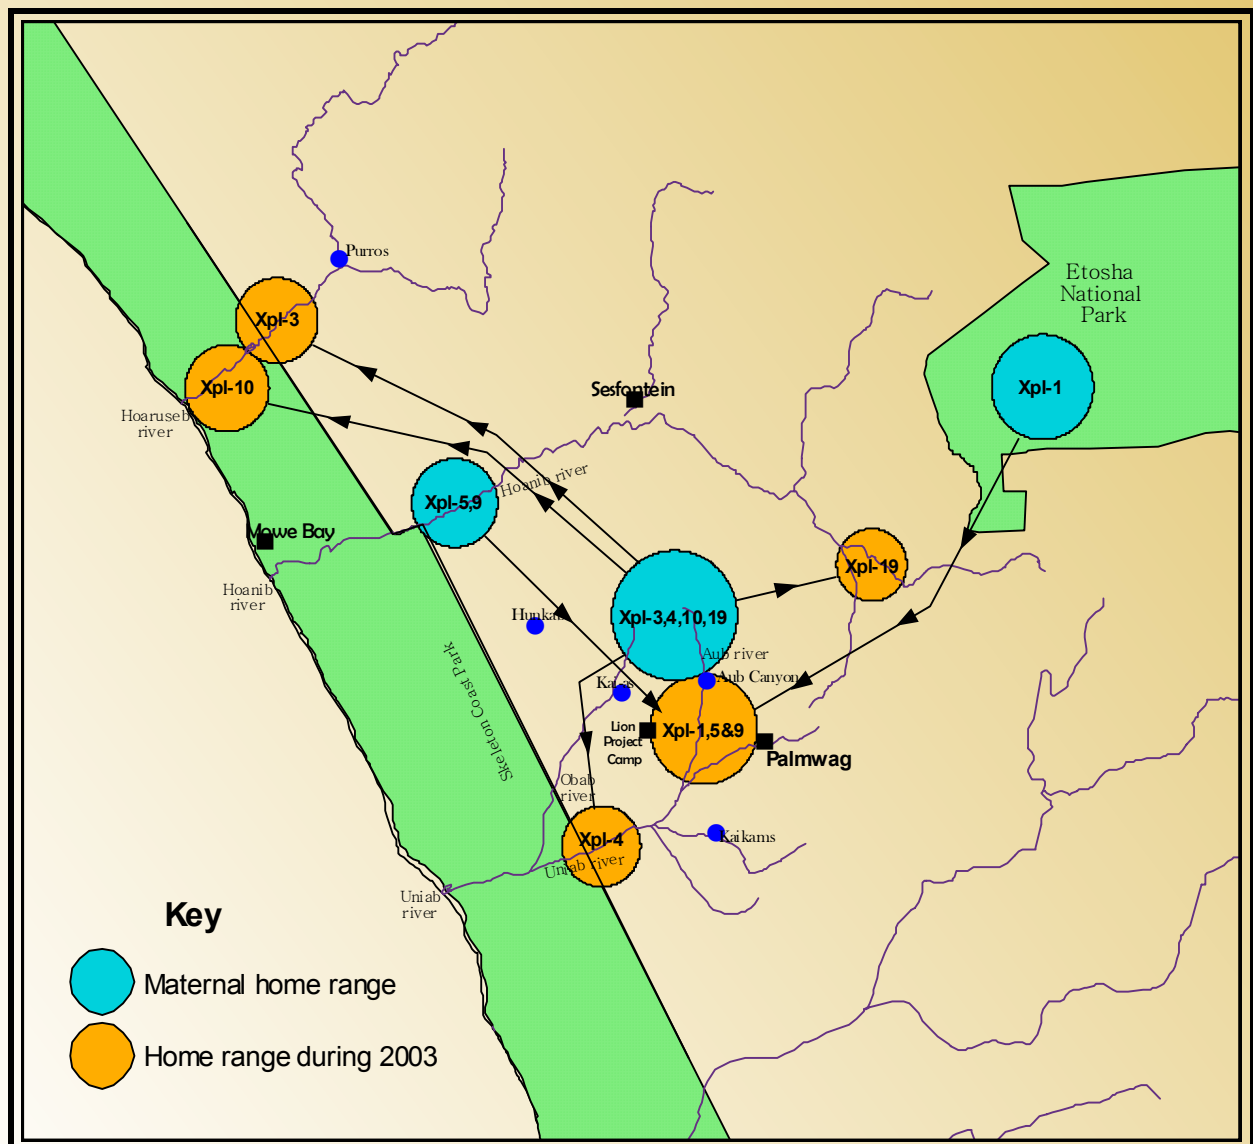 Purros
Etosha
National
Park
Xpl-3
Xpl-10
Xpl-1
Sesfontein
Hoaruseb
river
Hoanib river
Xpl-5,9
Mowe Bay
Xpl-19
Hoanib
river
Hunkab
Xpl-3,4,10,19
Aub river
Skeleton Coast Park
Aub Canyon
Lion
Project
Camp
Xpl-1,5&9
Palmwag
Obab
river
Xpl-4
Kaikams
Uniab river
Uniab
river
Key
Maternal home range
Home range during 2003